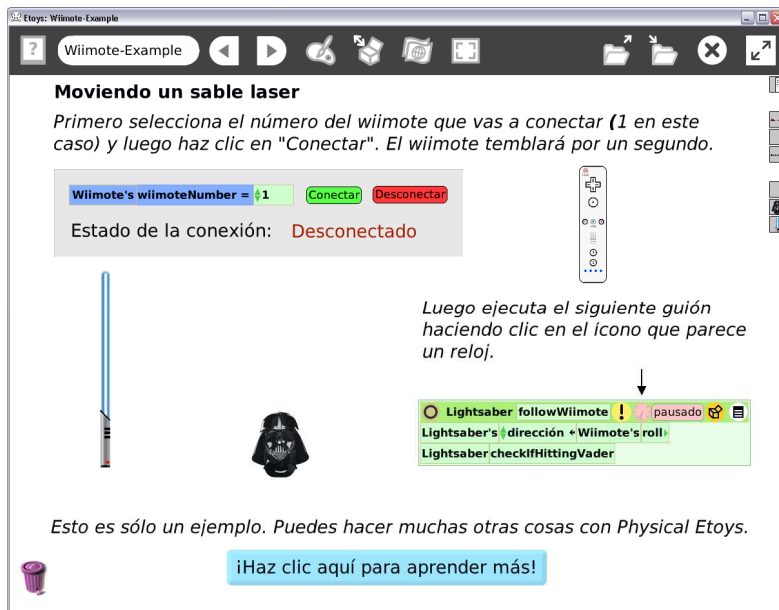 Etoys: Wiimote-Example
? Wiimote-Example
Moviendo un sable laser
Primero selecciona el número del wiimote que vas a conectar (1 en este
caso) y luego haz clic en "Conectar". El wiimote temblará por un segundo.
Wiimote's wiimoteNumber = 1 Conectar Desconectar
Estado de la conexión: Desconectado
Luego ejecuta el siguiente guión
haciendo clic en el ícono que parece
un reloj.
Lightsaber followWiimote ! pausado
Lightsaber's dirección ← Wiimote's roll
Lightsaber checkIfHittingVader
Esto es sólo un ejemplo. Puedes hacer muchas otras cosas con Physical Etoys.
¡Haz clic aquí para aprender más!